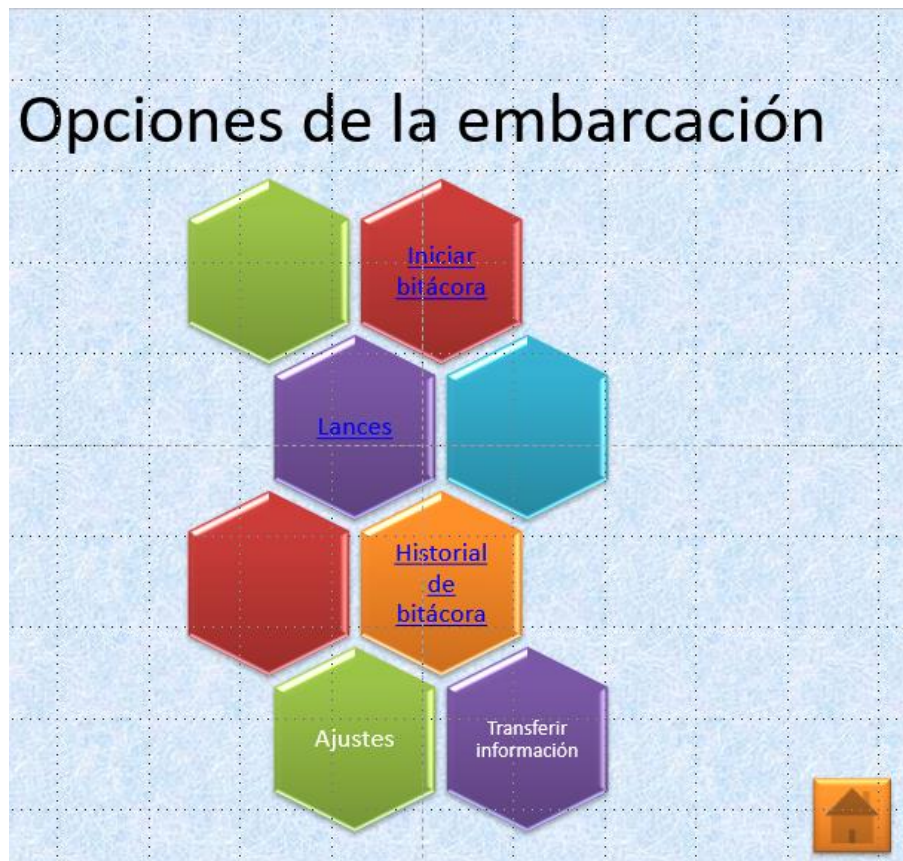 Opciones de la embarcación
Iniciar
bitácora
Lances
Historial
de
bitácora
Ajustes
Transferir
información